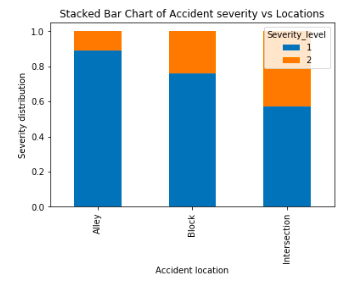 Stacked Bar Chart of Accident severity vs Locations
Severity_level
1
2
1.0
0.8
0.6
0.4
0.2
0.0
Severity distribution
Alley
Block
Intersection
Accident location